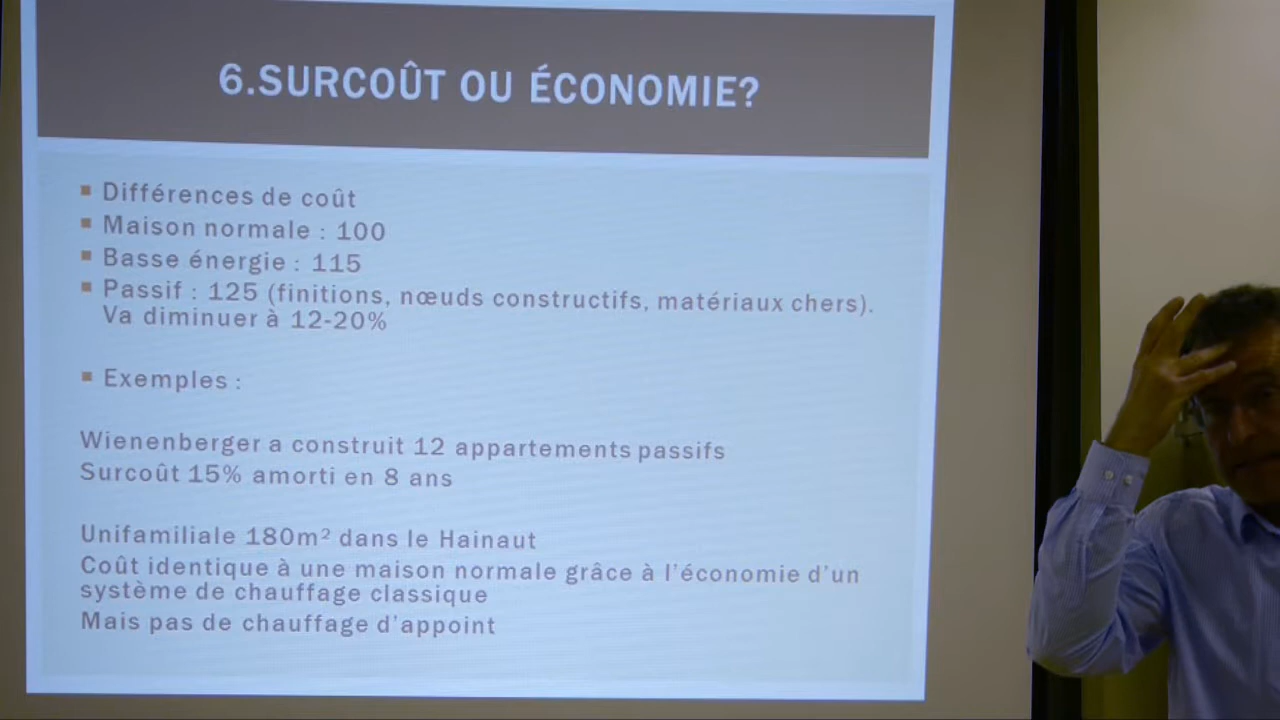 6.SURCOÛT OU ÉCONOMIE?
Différences de coût
Maison normale : 100
Basse énergie : 115
Passif : 125 (finitions, nœuds constructifs, matériaux chers).
Va diminuer à 12-20%
Exemples :
Wienenberger a construit 12 appartements passifs
Surcoût 15% amorti en 8 ans
Unifamiliale 180m² dans le Hainaut
Coût identique à une maison normale grâce à l'économie d'un
système de chauffage classique
Mais pas de chauffage d'appoint